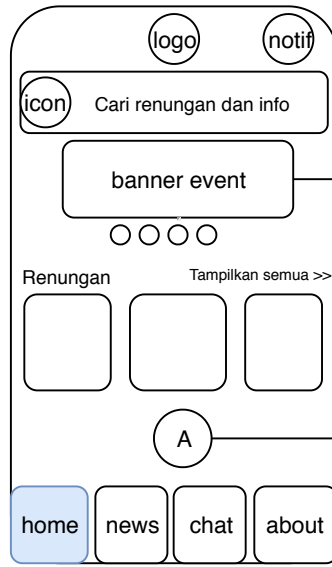 logo
notif
icon
Cari renungan dan info
banner event
Renungan
Tampilkan semua >>
A
home
news
chat
about